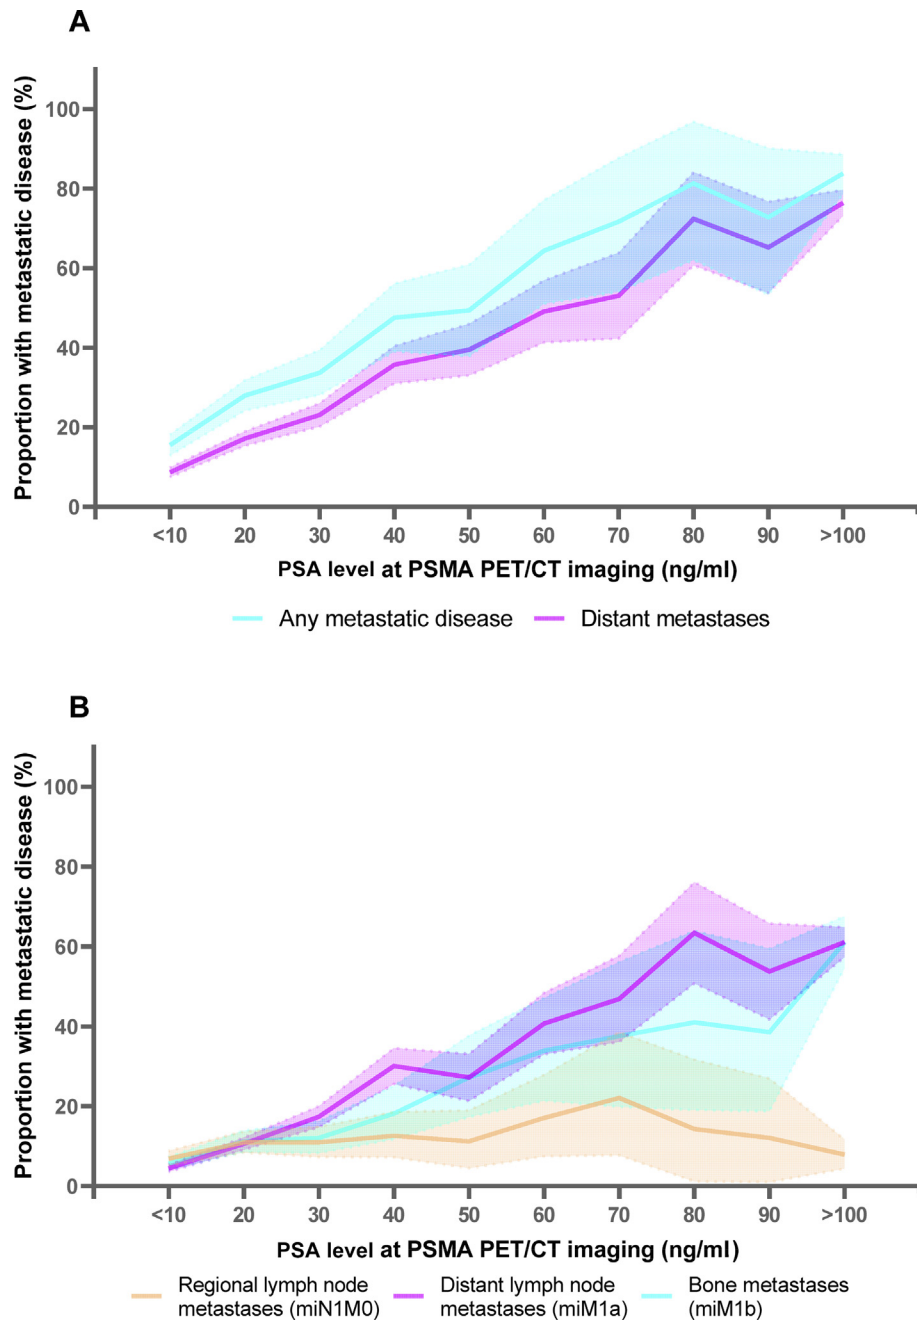 A
Proportion with metastatic disease (%)
100
80
60
40
20
0
<10 20 30 40 50 60 70 80 90 >100
PSA level at PSMA PET/CT imaging (ng/ml)
Any metastatic disease Distant metastases
B
Proportion with metastatic disease (%)
100
80
60
40
20
0
<10 20 30 40 50 60 70 80 90 >100
PSA level at PSMA PET/CT imaging (ng/ml)
Regional lymph node
metastases (miN1M0)
Distant lymph node
metastases (miM1a)
Bone metastases
(miM1b)